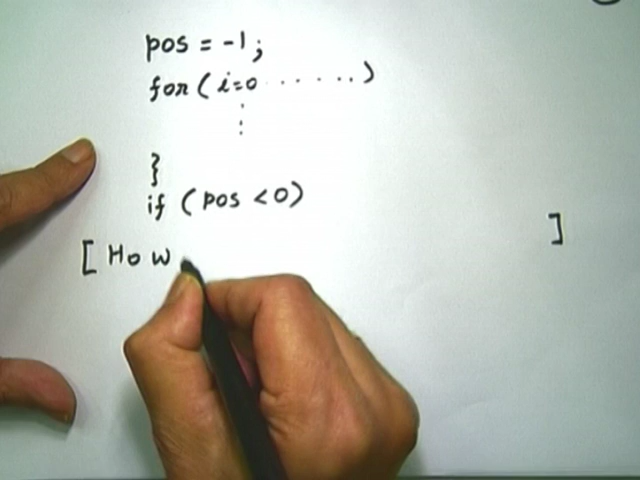 pos = -1;
for ( i=0 ······)
:
}
if ( pos < 0)
[ How ]